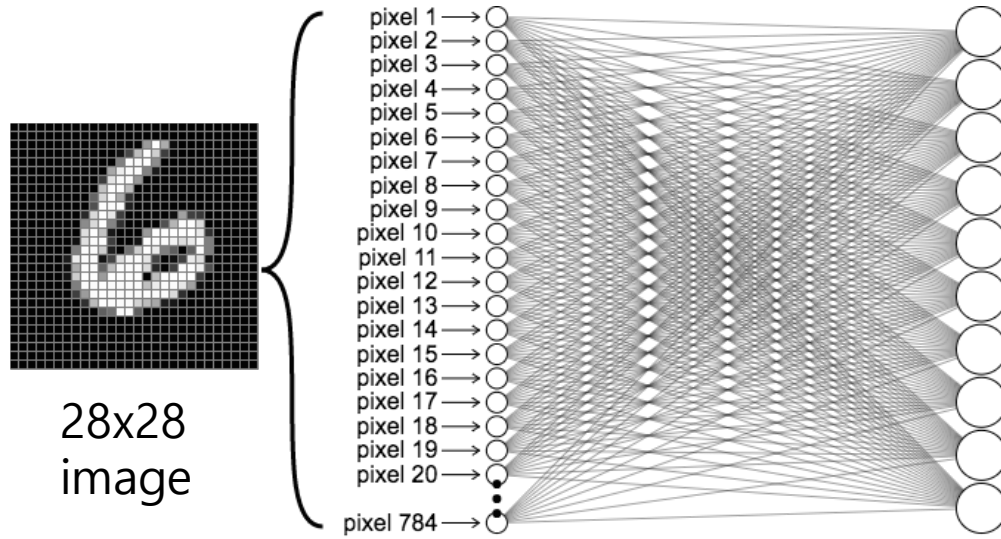 pixel 1
pixel 2
pixel 3
pixel 4
pixel 5
pixel 6
pixel 7
pixel 8
pixel 9
pixel 10
pixel 11
pixel 12
pixel 13
pixel 14
pixel 15
pixel 16
pixel 17
pixel 18
pixel 19
pixel 20
pixel 784
6
28x28
image